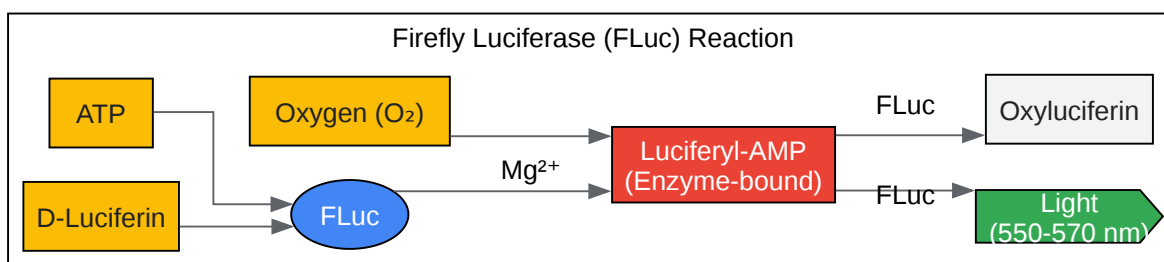 Firefly Luciferase (FLuc) Reaction
ATP
Oxygen (O₂)
FLuc
Oxyluciferin
Luciferyl-AMP
(Enzyme-bound)
Mg²⁺
D-Luciferin
FLuc
FLuc
Light
(550-570 nm)